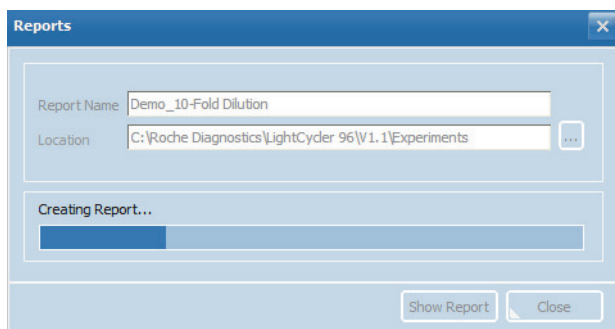 Reports
Report Name Demo_10-Fold Dilution
Location C:\Roche Diagnostics\LightCycler 96\V1.1\Experiments ...
Creating Report...
Show Report Close